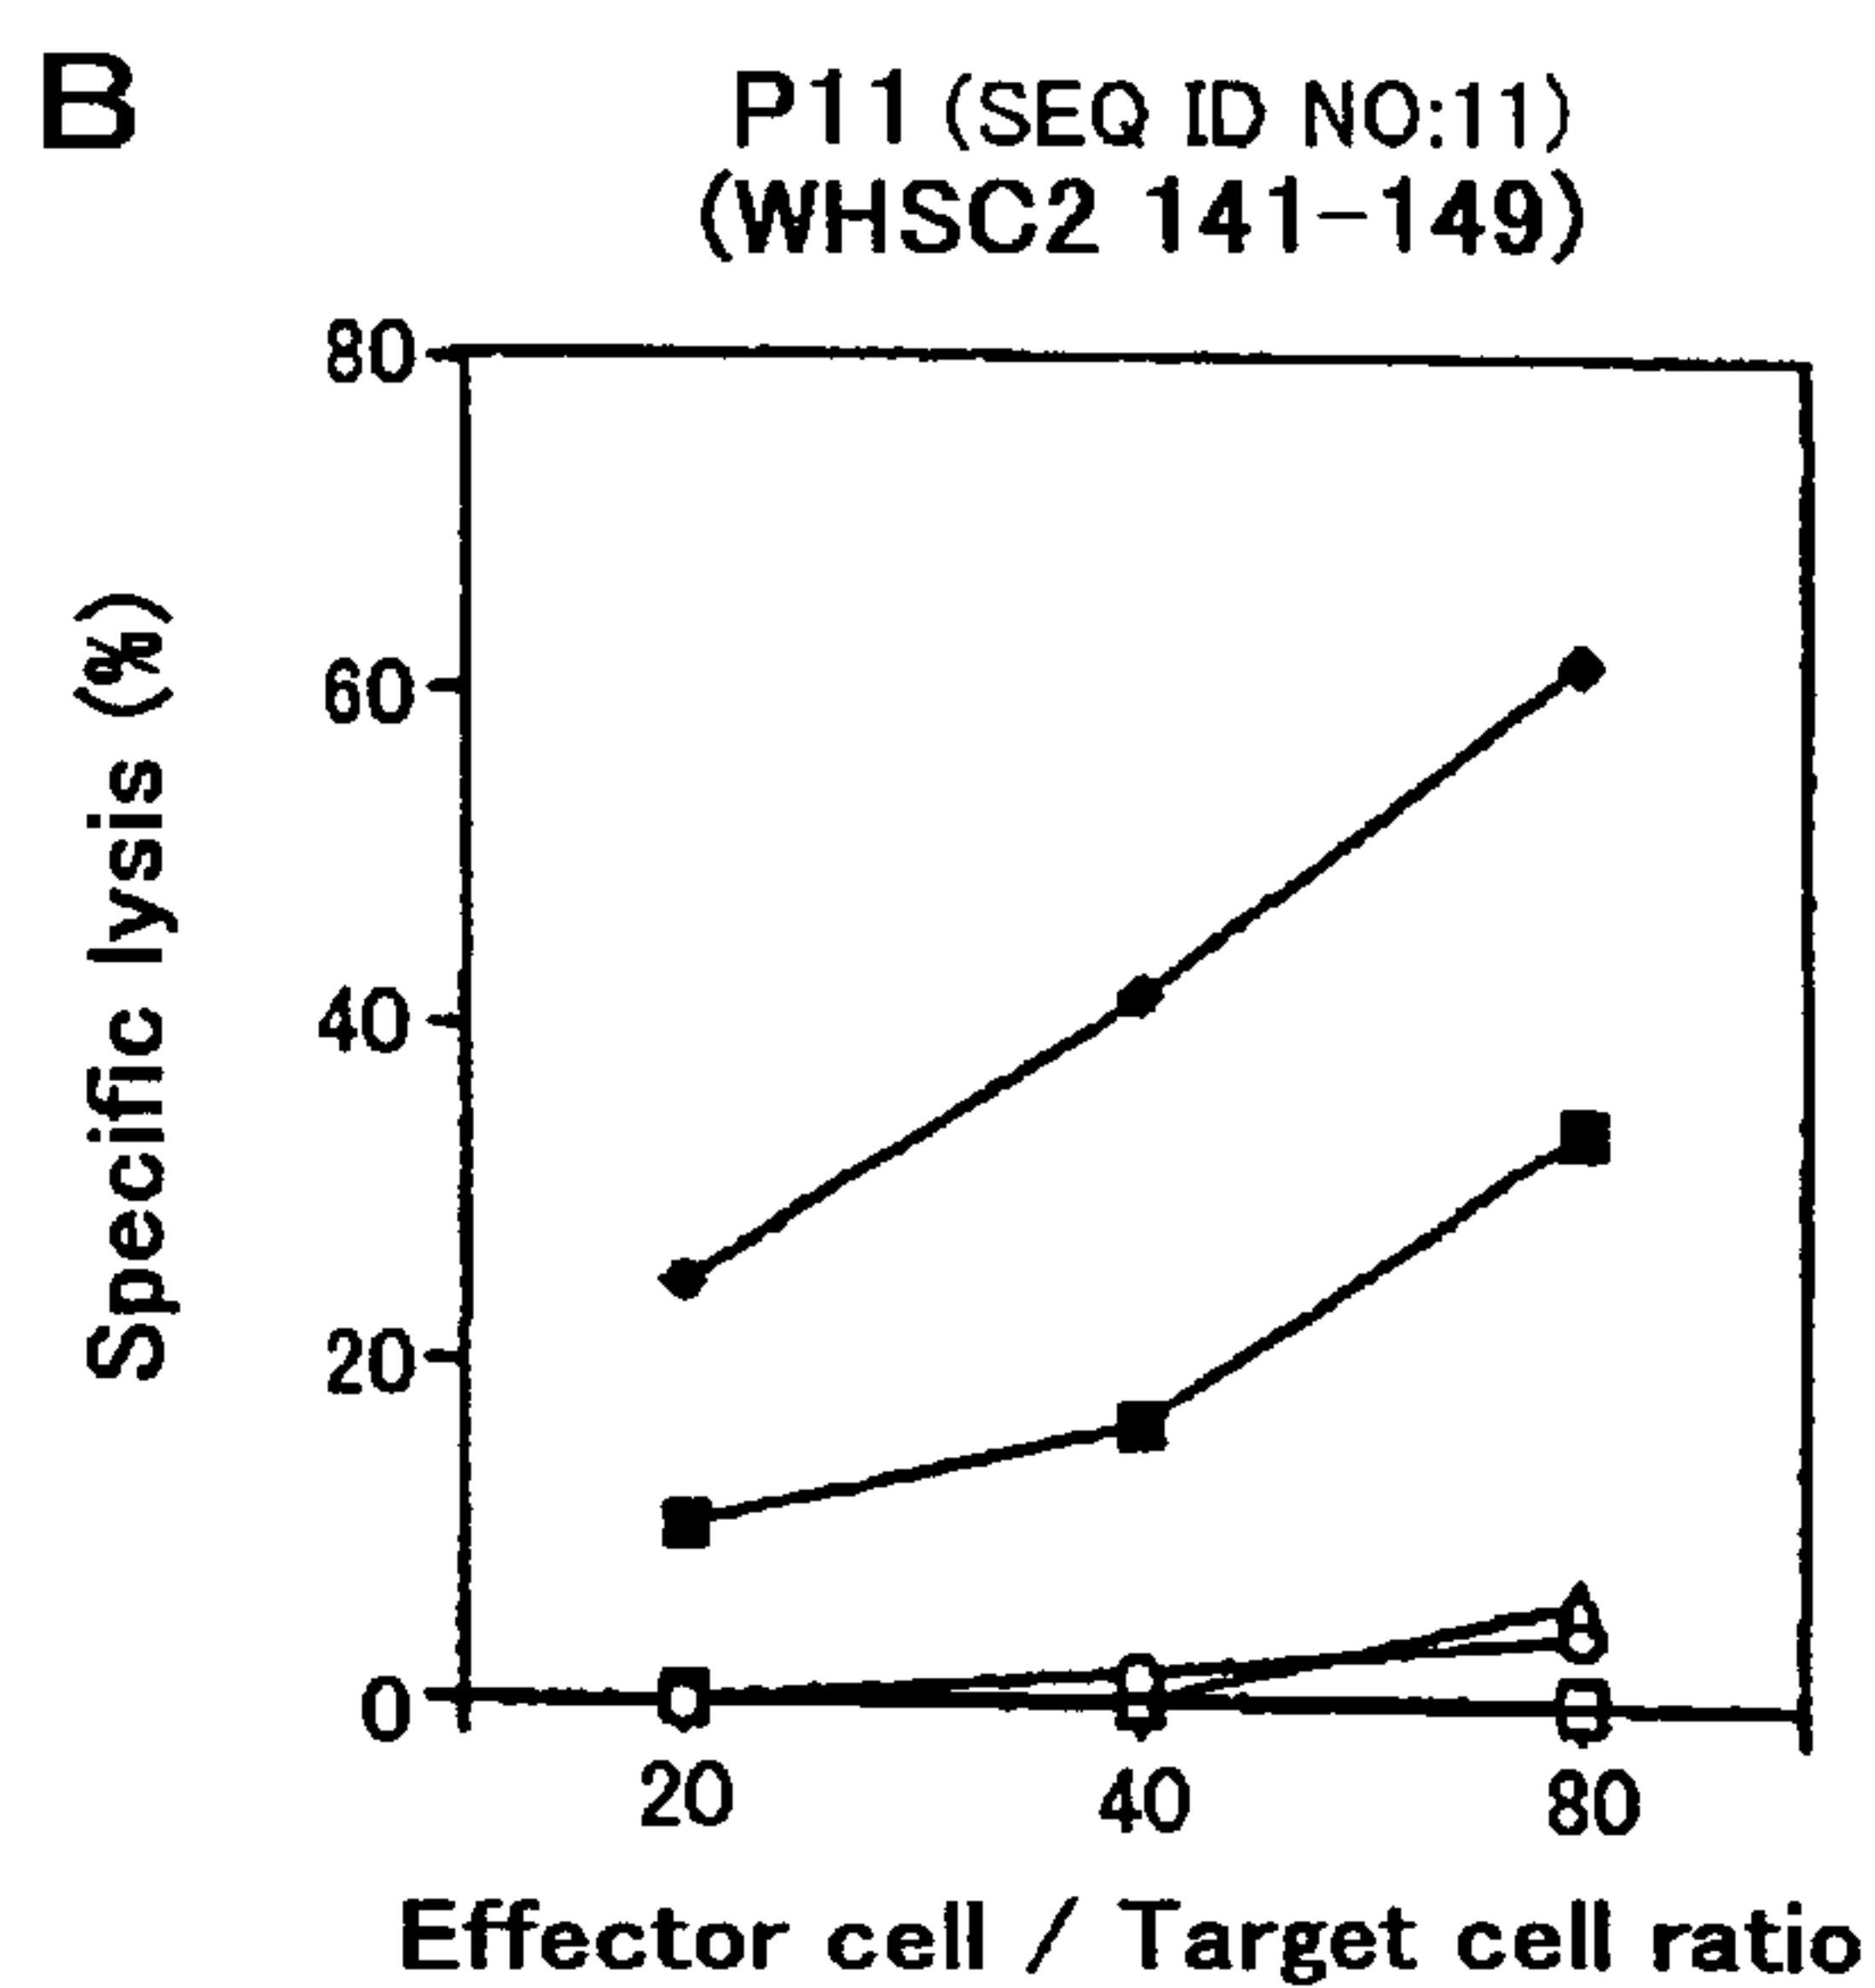 B
P11 (SEQ ID NO:11)
(WHSC2 141-149)
80
60
40
20
0
Specific lysis (%)
20 40 80
Effector cell / Target cell ratio